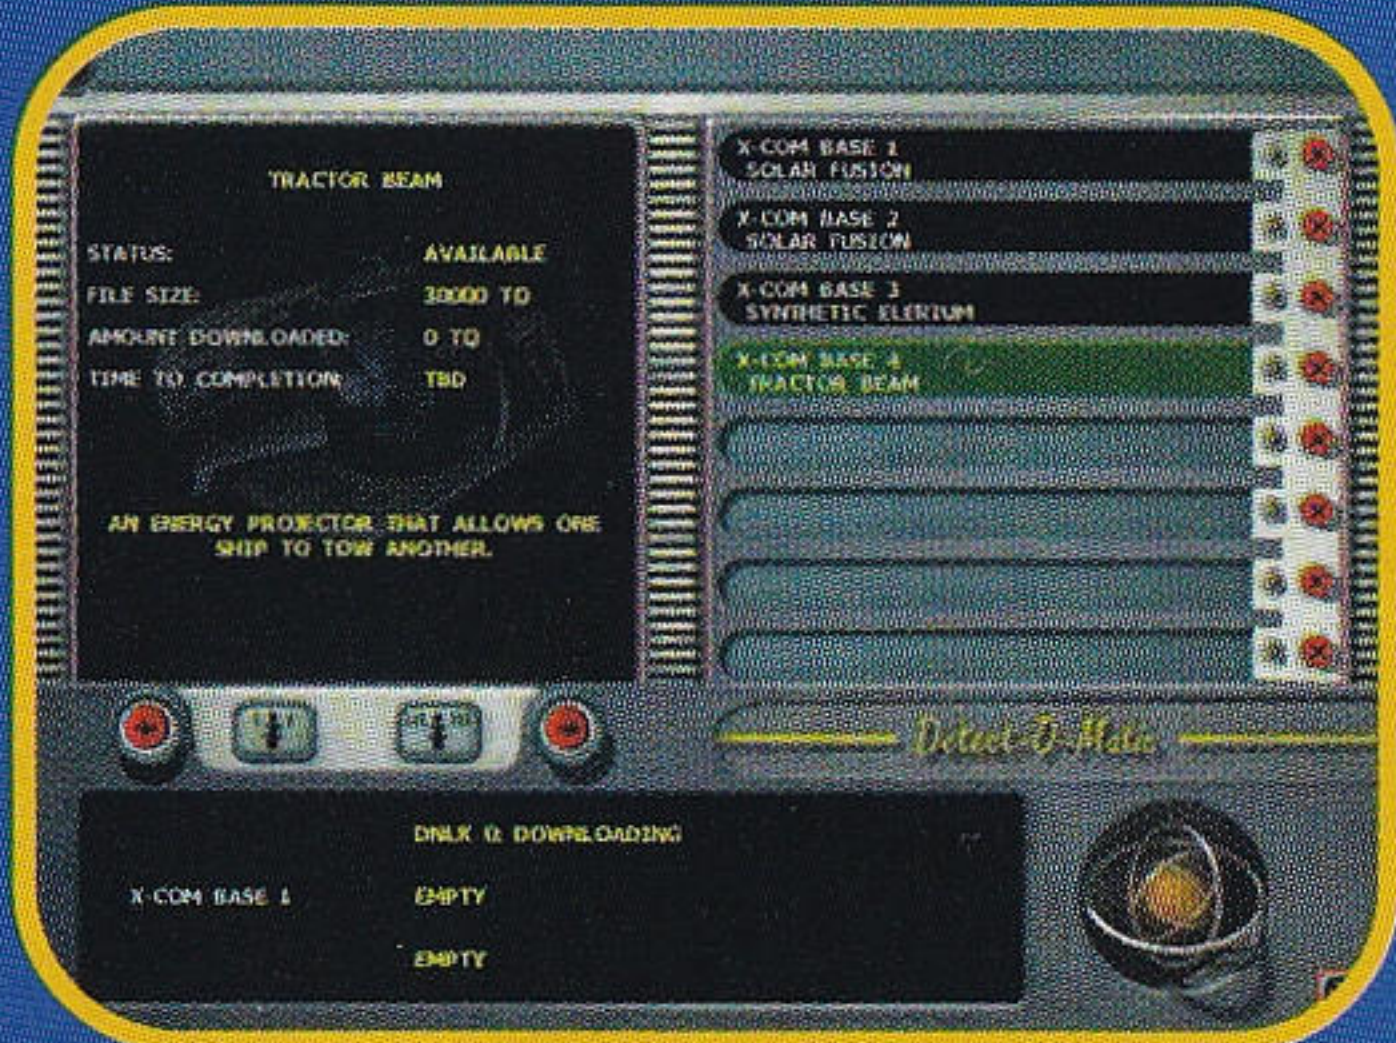 TRACTOR BEAM
STATUS: AVAILABLE
FILE SIZE: 30000 TQ
AMOUNT DOWNLOADED: 0 TQ
TIME TO COMPLETION: TBD
AN ENERGY PROJECTOR THAT ALLOWS ONE
SHIP TO TOW ANOTHER.
X-COM BASE 1
SOLAR FUSION
X-COM BASE 2
SOLAR FUSION
X-COM BASE 3
SYNTHETIC ELERIUM
X-COM BASE 4
TRACTOR BEAM
Detect-O-Matic
DNLK 0: DOWNLOADING
X-COM BASE 1 EMPTY
EMPTY